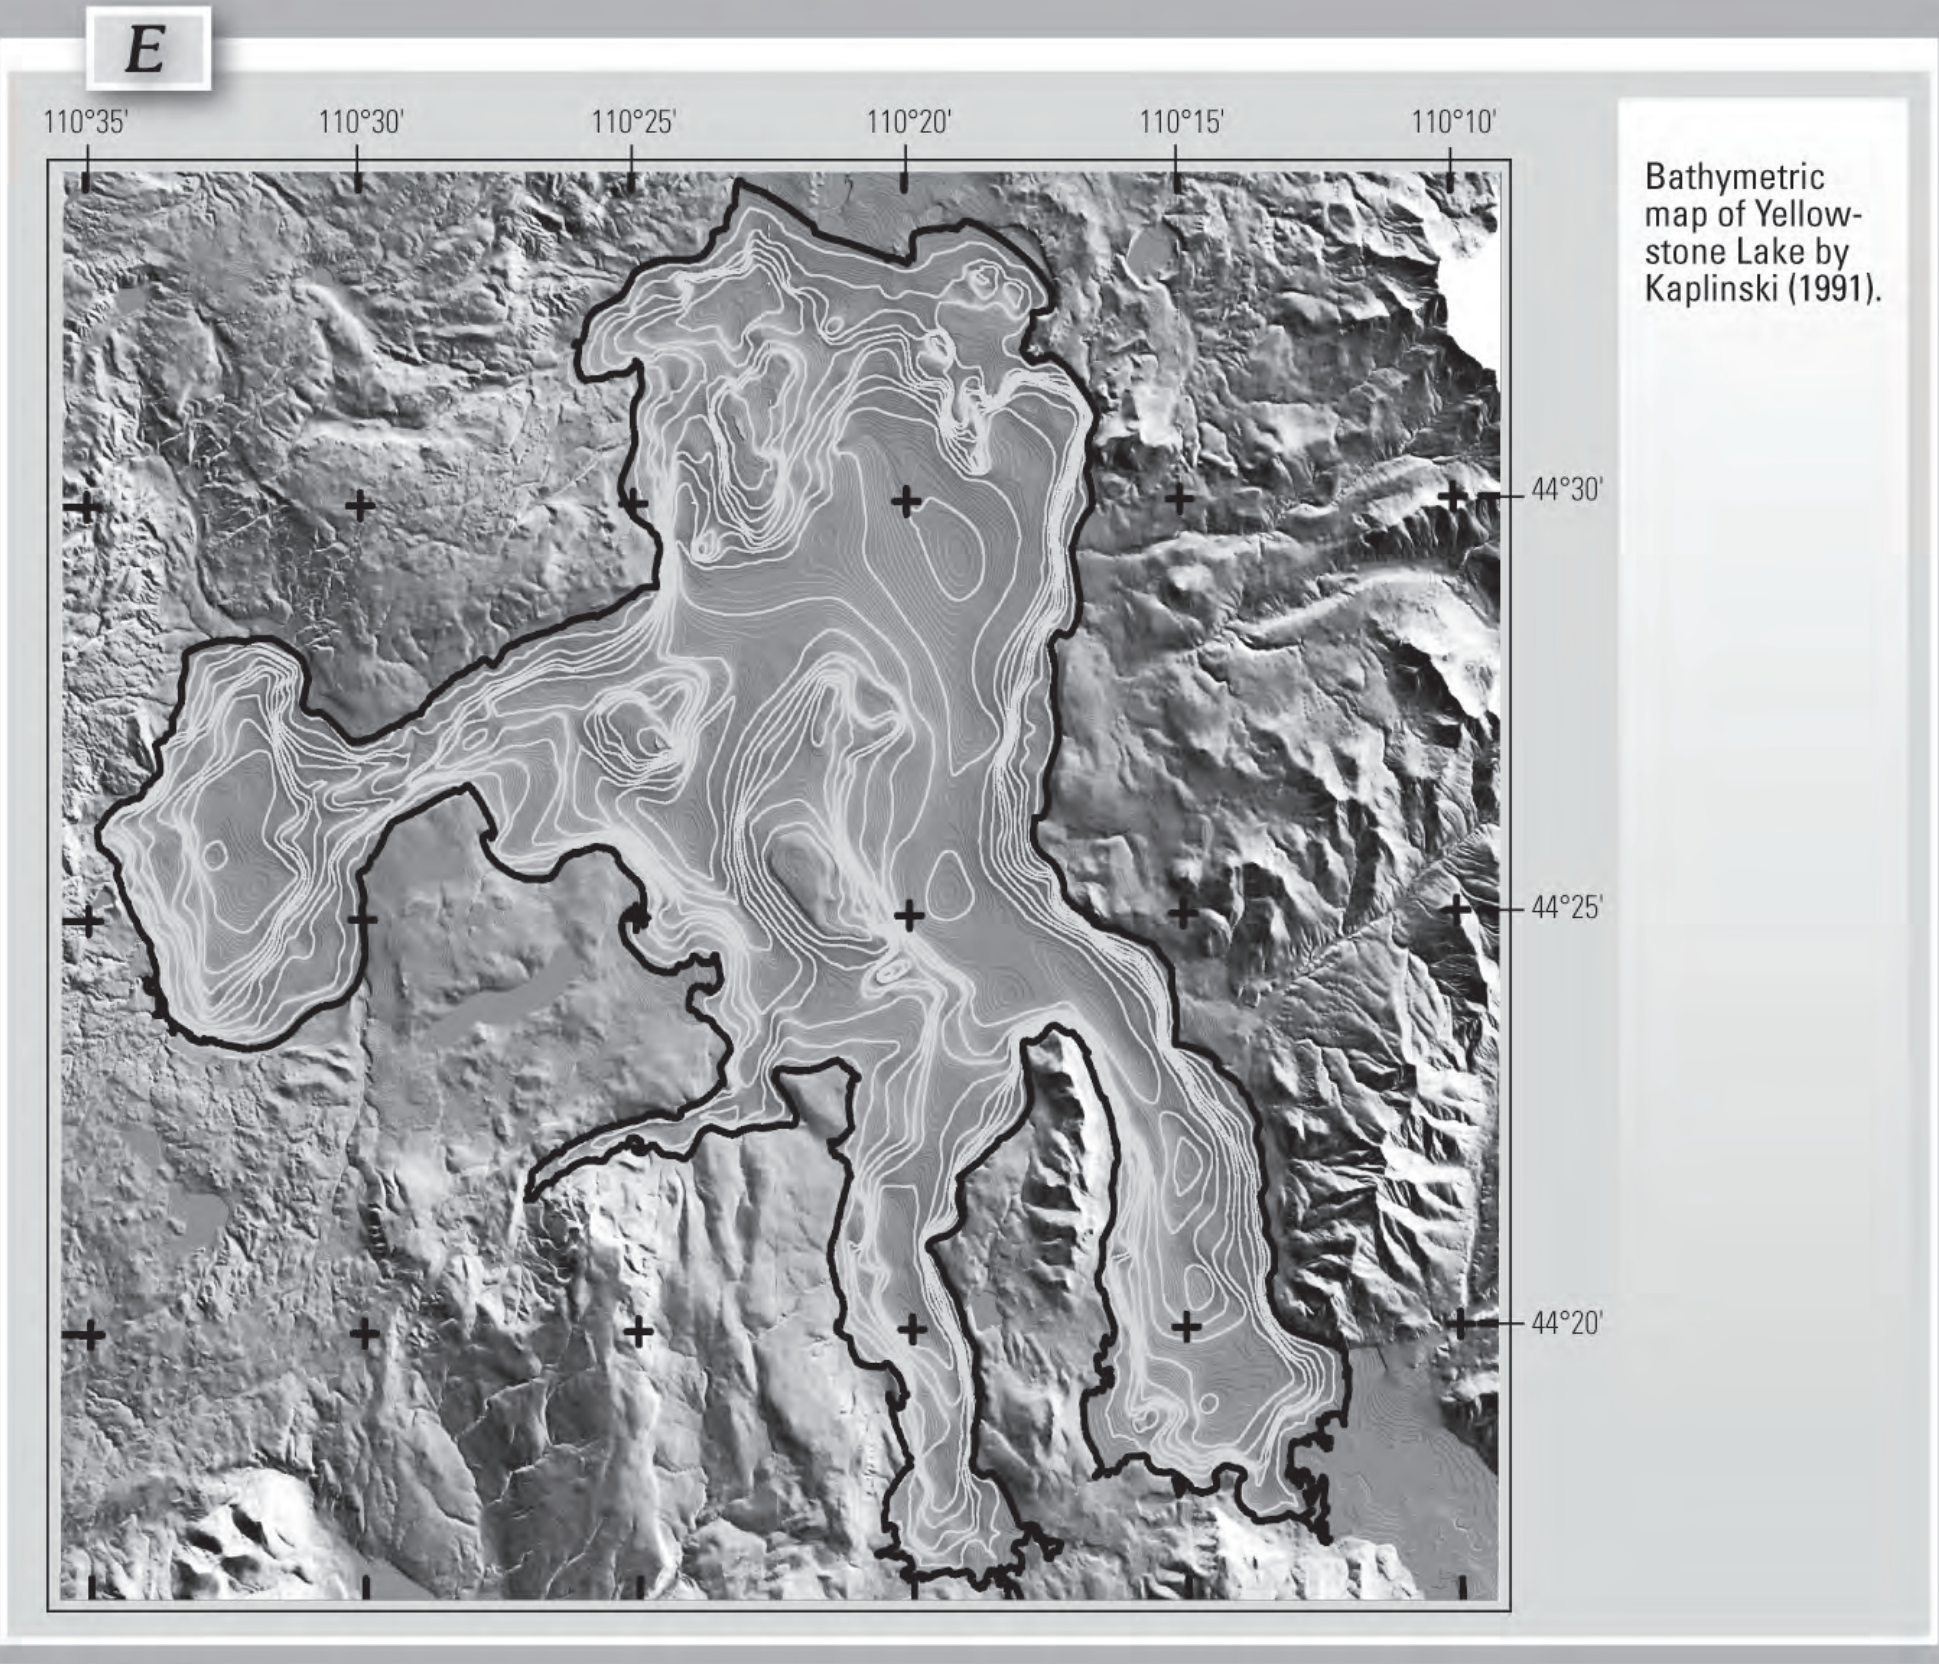 E
110°35' 110°30' 110°25' 110°20' 110°15' 110°10'
Bathymetric
map of Yellow-
stone Lake by
Kaplinski (1991).
44°30'
44°25'
44°20'